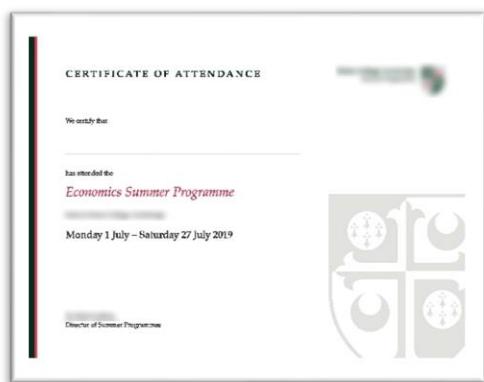 CERTIFICATE OF ATTENDANCE
We certify that
has attended the
Economics Summer Programme
Monday 1 July – Saturday 27 July 2019
Director of Summer Programmes